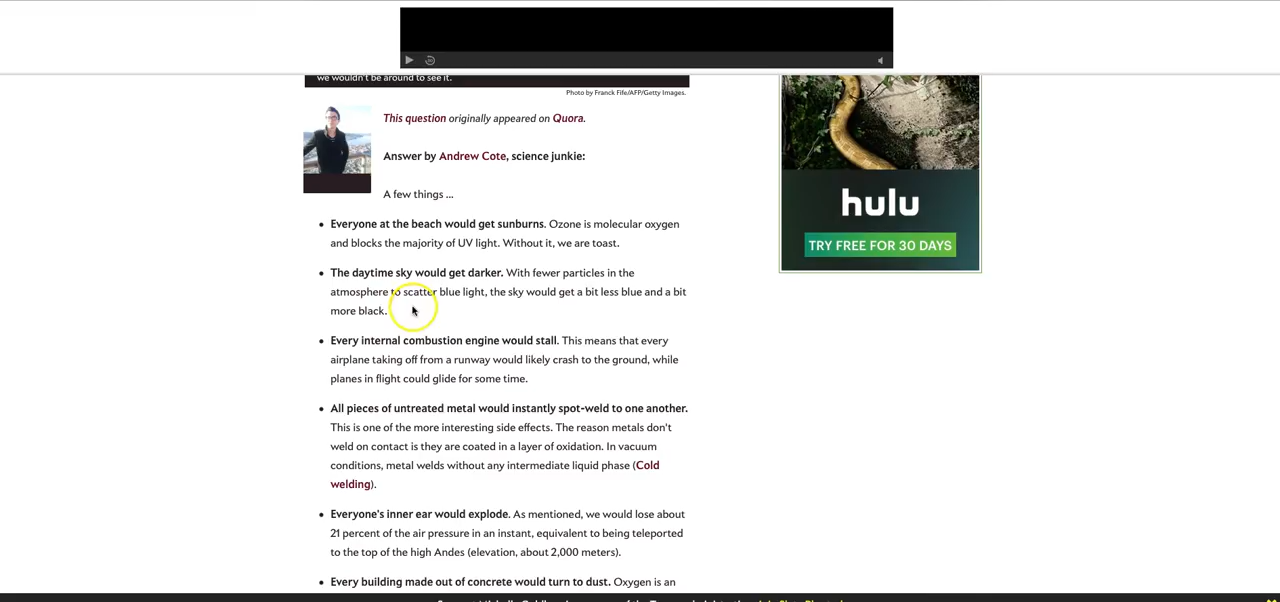 we wouldn't be around to see it.
Photo by Franck Fife/AFP/Getty Images.
This question originally appeared on Quora.
Answer by Andrew Cote, science junkie:
A few things ...
• Everyone at the beach would get sunburns. Ozone is molecular oxygen
and blocks the majority of UV light. Without it, we are toast.
• The daytime sky would get darker. With fewer particles in the
atmosphere to scatter blue light, the sky would get a bit less blue and a bit
more black.
• Every internal combustion engine would stall. This means that every
airplane taking off from a runway would likely crash to the ground, while
planes in flight could glide for some time.
• All pieces of untreated metal would instantly spot-weld to one another.
This is one of the more interesting side effects. The reason metals don't
weld on contact is they are coated in a layer of oxidation. In vacuum
conditions, metal welds without any intermediate liquid phase (Cold
welding).
• Everyone's inner ear would explode. As mentioned, we would lose about
21 percent of the air pressure in an instant, equivalent to being teleported
to the top of the high Andes (elevation, about 2,000 meters).
• Every building made out of concrete would turn to dust. Oxygen is an
hulu
TRY FREE FOR 30 DAYS